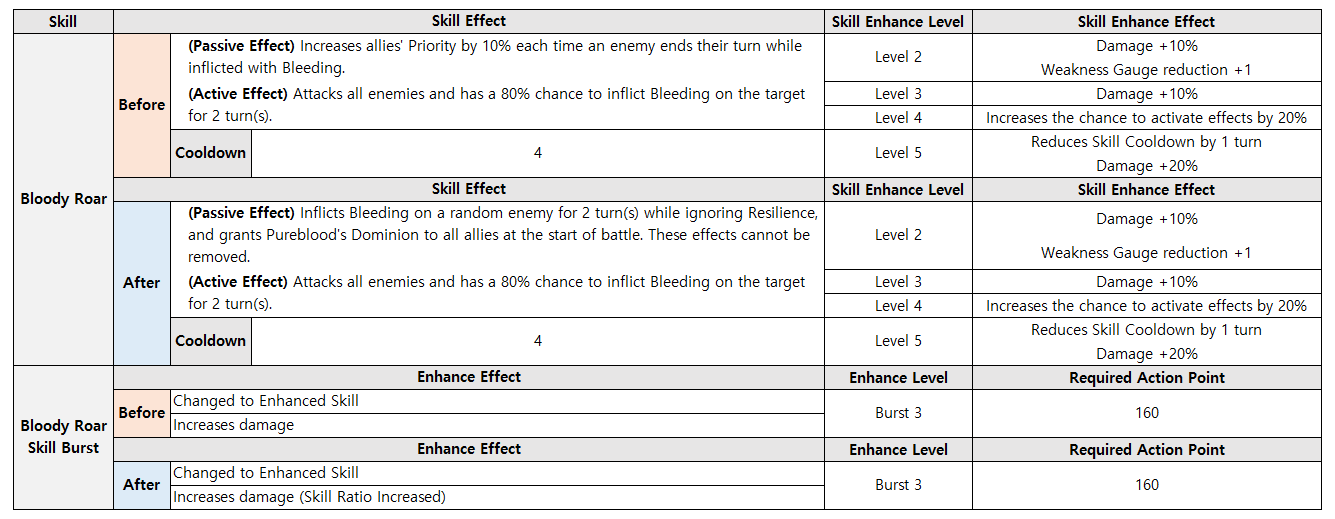 Skill
Skill Effect
Skill Enhance Level
Skill Enhance Effect
Bloody Roar
Before
(Passive Effect) Increases allies' Priority by 10% each time an enemy ends their turn while
inflicted with Bleeding.
(Active Effect) Attacks all enemies and has a 80% chance to inflict Bleeding on the target
for 2 turn(s).
Cooldown
4
Level 2
Damage +10%
Weakness Gauge reduction +1
Level 3
Damage +10%
Level 4
Increases the chance to activate effects by 20%
Level 5
Reduces Skill Cooldown by 1 turn
Damage +20%
Skill Effect
Skill Enhance Level
Skill Enhance Effect
After
(Passive Effect) Inflicts Bleeding on a random enemy for 2 turn(s) while ignoring Resilience,
and grants Pureblood's Dominion to all allies at the start of battle. These effects cannot be
removed.
(Active Effect) Attacks all enemies and has a 80% chance to inflict Bleeding on the target
for 2 turn(s).
Cooldown
4
Level 2
Damage +10%
Weakness Gauge reduction +1
Level 3
Damage +10%
Level 4
Increases the chance to activate effects by 20%
Level 5
Reduces Skill Cooldown by 1 turn
Damage +20%
Bloody Roar
Skill Burst
Enhance Effect
Enhance Level
Required Action Point
Before
Changed to Enhanced Skill
Increases damage
Burst 3
160
Enhance Effect
Enhance Level
Required Action Point
After
Changed to Enhanced Skill
Increases damage (Skill Ratio Increased)
Burst 3
160